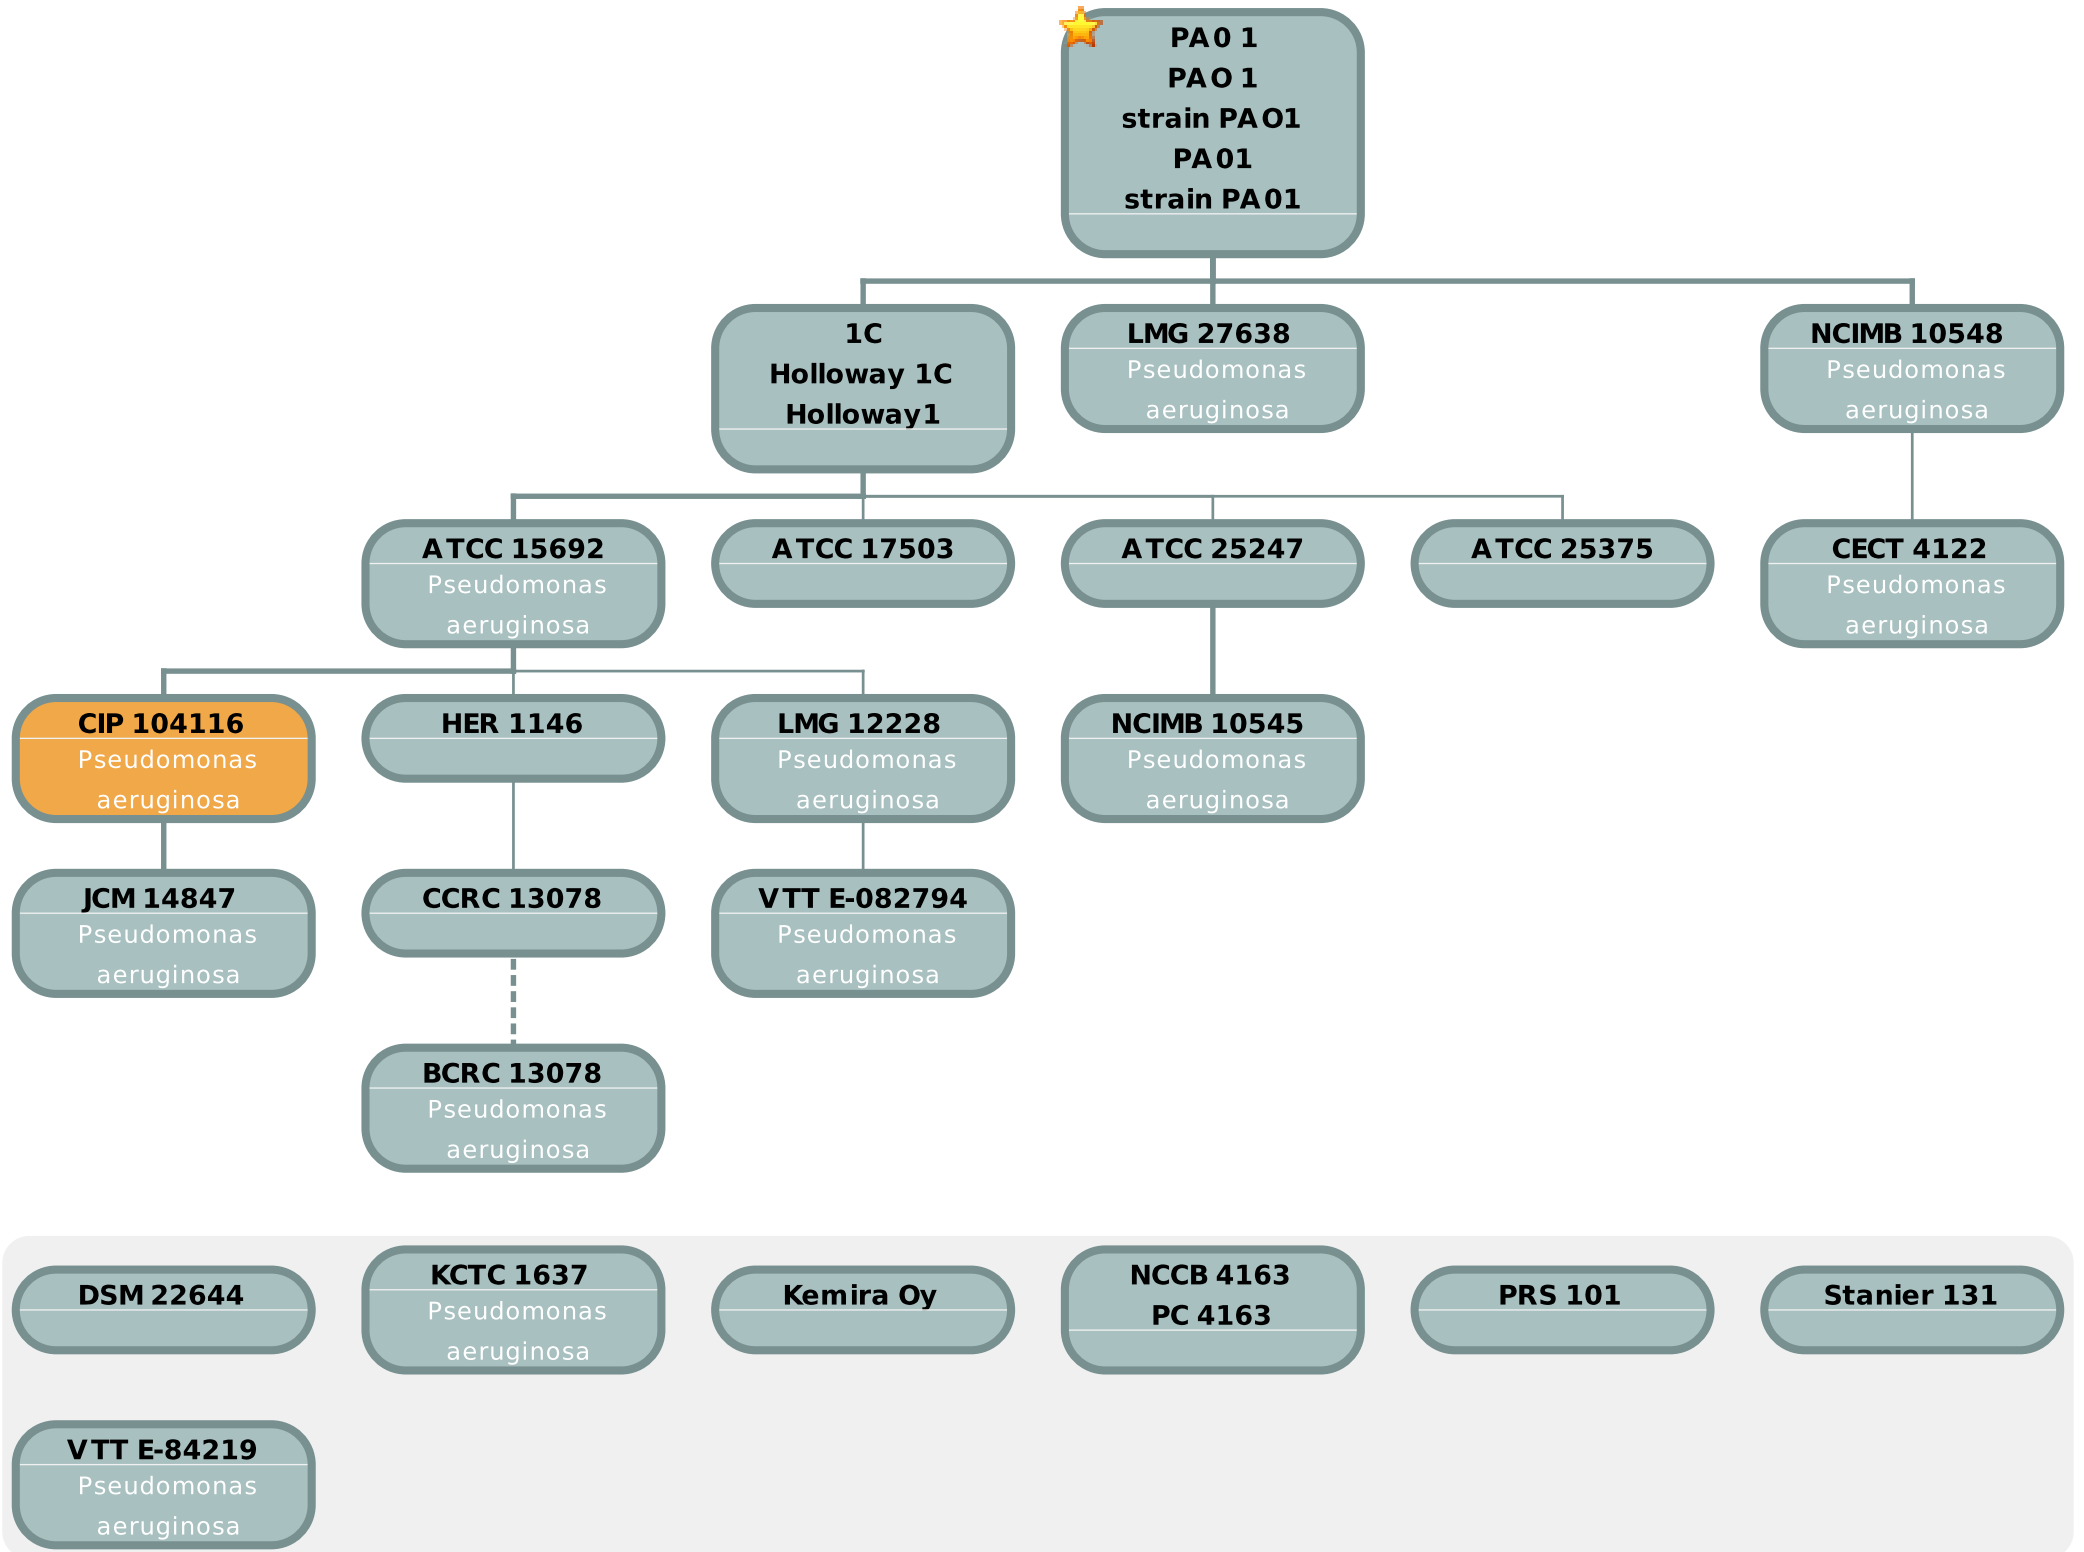 PA0 1
PAO 1
strain PAO1
PA01
strain PA01
1C
Holloway 1C
Holloway1
LMG 27638
Pseudomonas
aeruginosa
NCIMB 10548
Pseudomonas
aeruginosa
ATCC 15692
Pseudomonas
aeruginosa
ATCC 17503
ATCC 25247
ATCC 25375
CECT 4122
Pseudomonas
aeruginosa
CIP 104116
Pseudomonas
aeruginosa
HER 1146
LMG 12228
Pseudomonas
aeruginosa
NCIMB 10545
Pseudomonas
aeruginosa
JCM 14847
Pseudomonas
aeruginosa
CCRC 13078
VTT E-082794
Pseudomonas
aeruginosa
BCRC 13078
Pseudomonas
aeruginosa
DSM 22644
KCTC 1637
Pseudomonas
aeruginosa
Kemira Oy
NCCB 4163
PC 4163
PRS 101
Stanier 131
VTT E-84219
Pseudomonas
aeruginosa